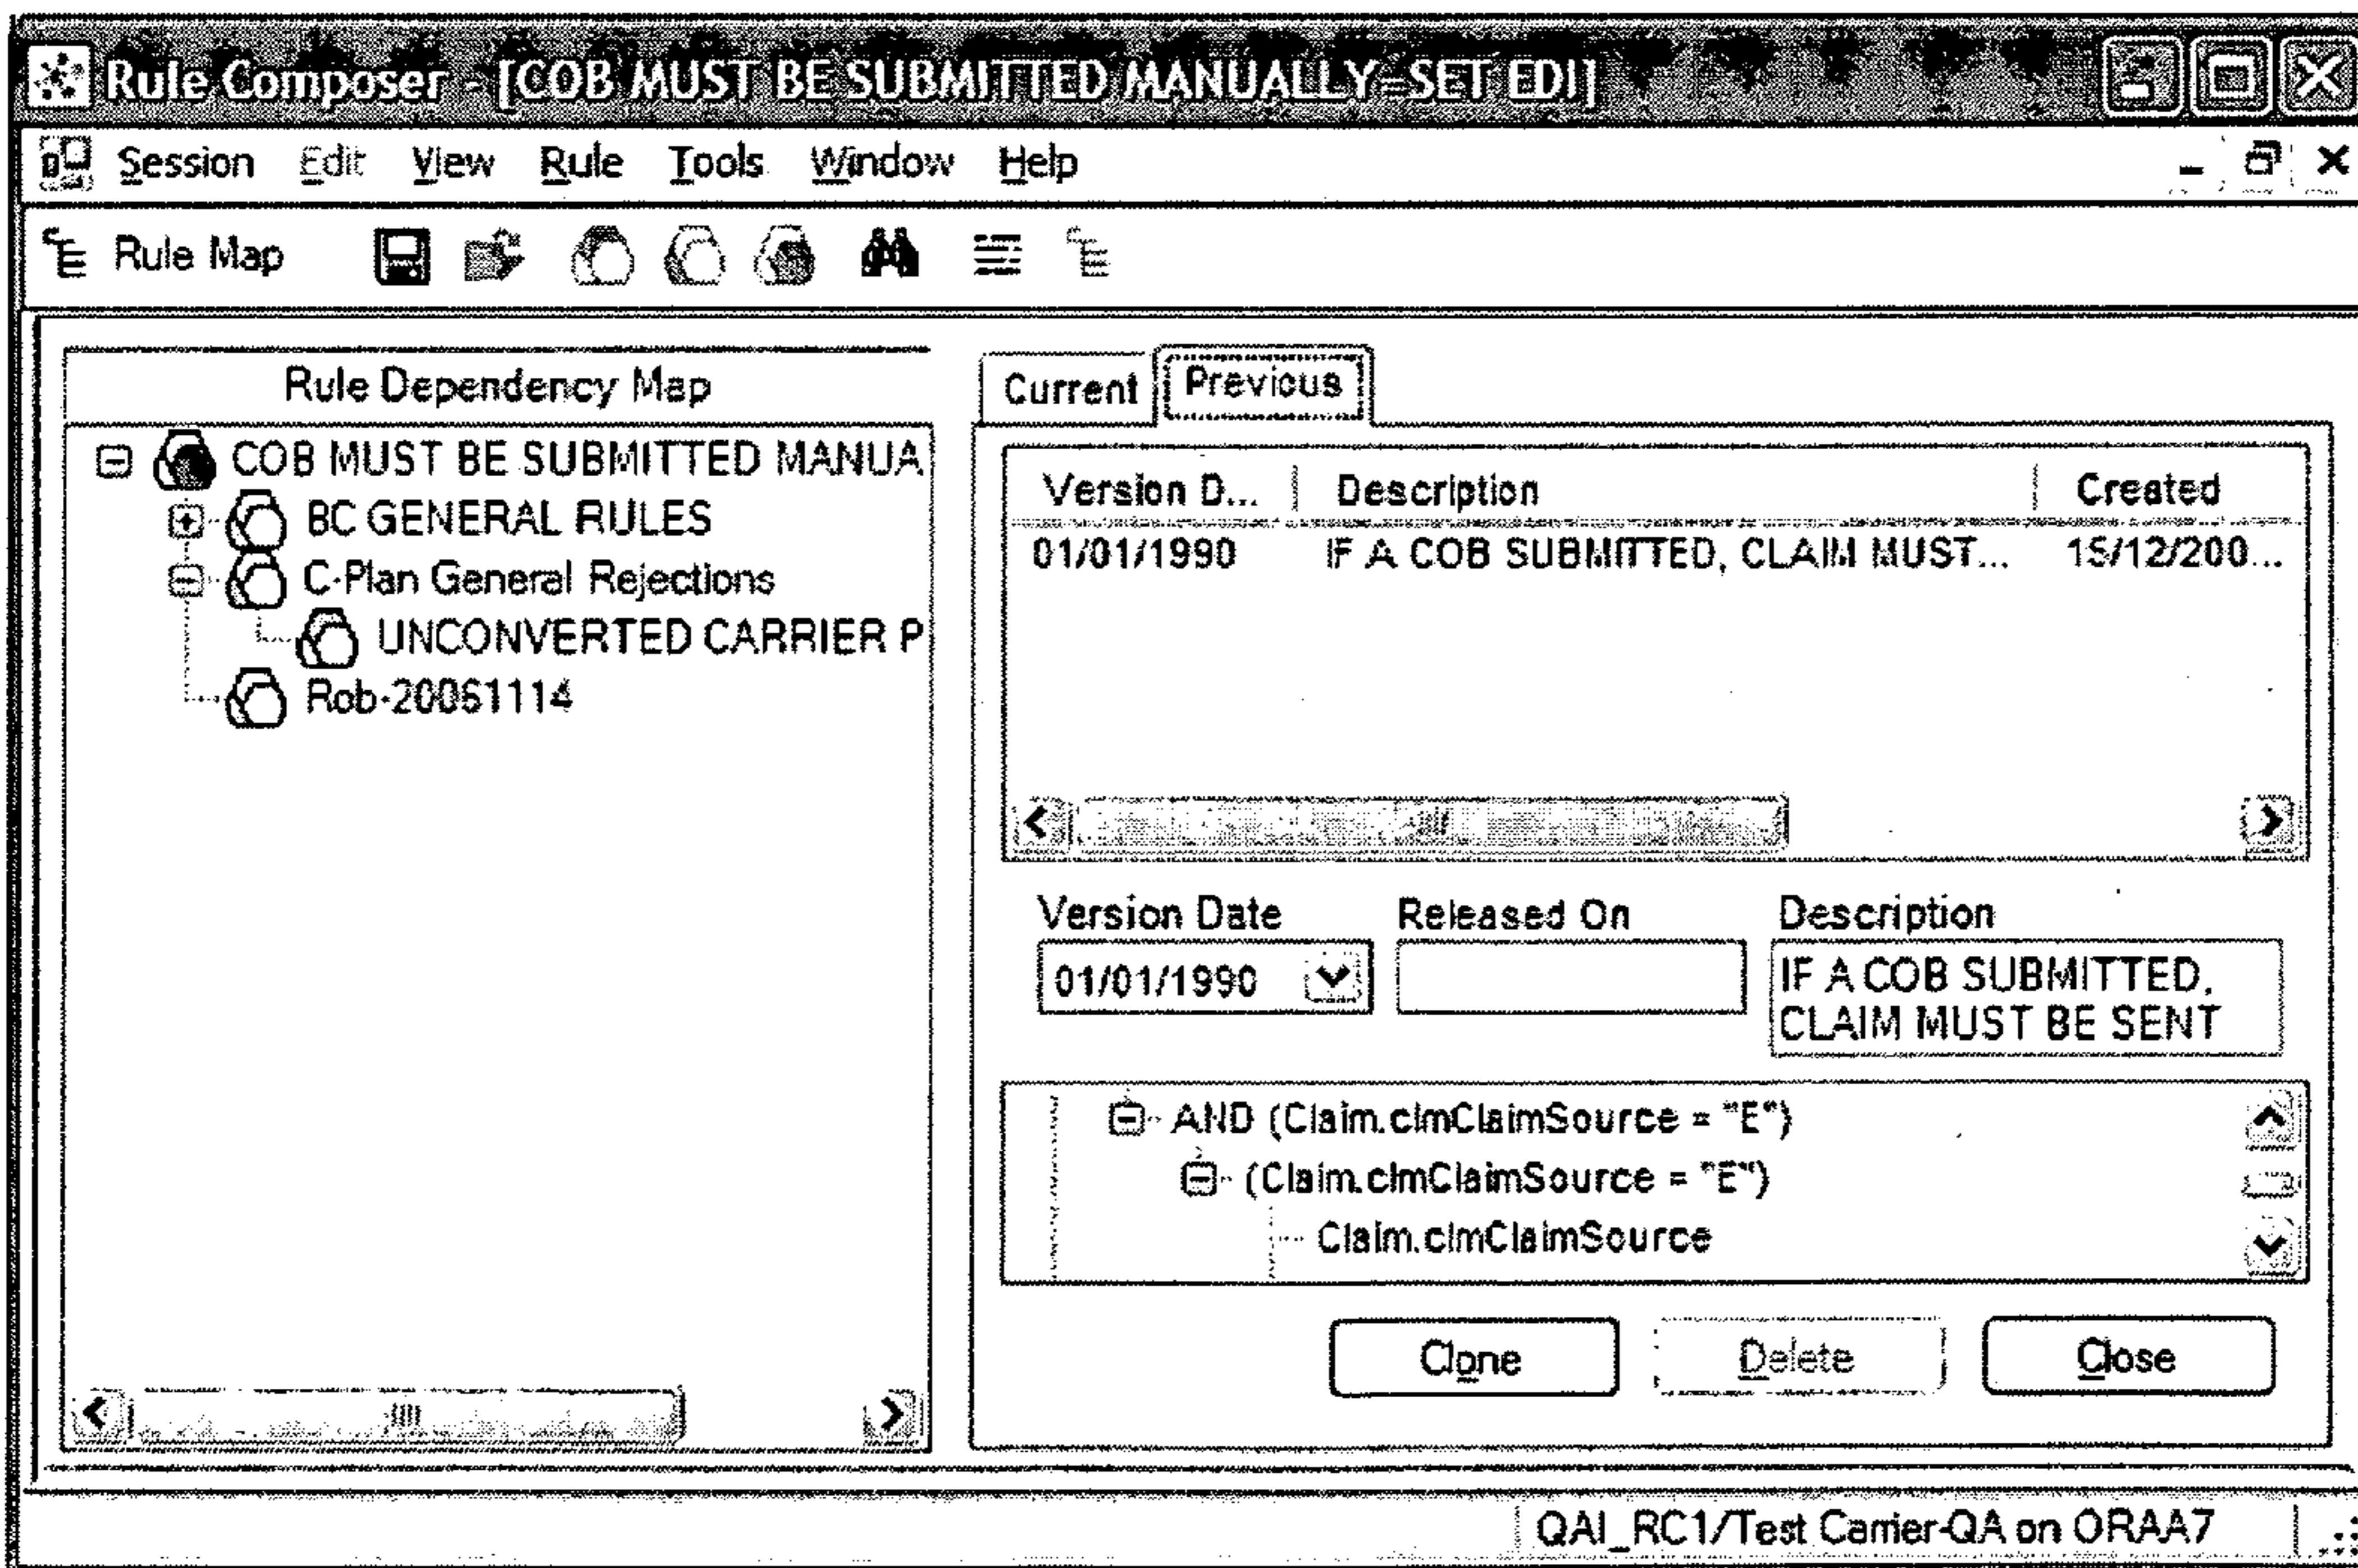 Rule Composer - [COB MUST BE SUBMITTED MANUALLY=SET EDI]
Session Edit View Rule Tools Window Help
Rule Map
Rule Dependency Map
COB MUST BE SUBMITTED MANUA
BC GENERAL RULES
C-Plan General Rejections
UNCONVERTED CARRIER P
Rob-20061114
Current Previous
Version D... Description Created
01/01/1990 IF A COB SUBMITTED, CLAIM MUST... 15/12/200...
Version Date Released On Description
01/01/1990 IF A COB SUBMITTED,
CLAIM MUST BE SENT
AND (Claim.clmClaimSource = "E")
(Claim.clmClaimSource = "E")
Claim.clmClaimSource
Clone Delete Close
QAI_RC1/Test Carrier-QA on ORAA7